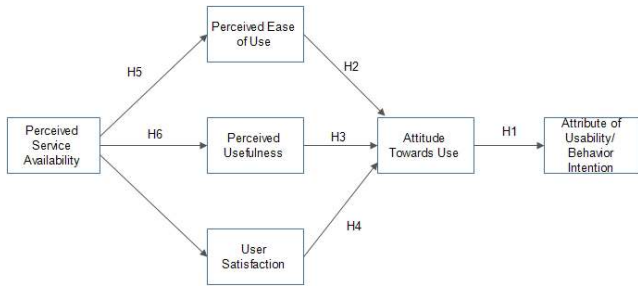 Perceived Ease
of Use
H5
H2
Perceived
Service
Availability
H6
Perceived
Usefulness
H3
Attitude
Towards Use
H1
Attribute of
Usability/
Behavior
Intention
H4
User
Satisfaction